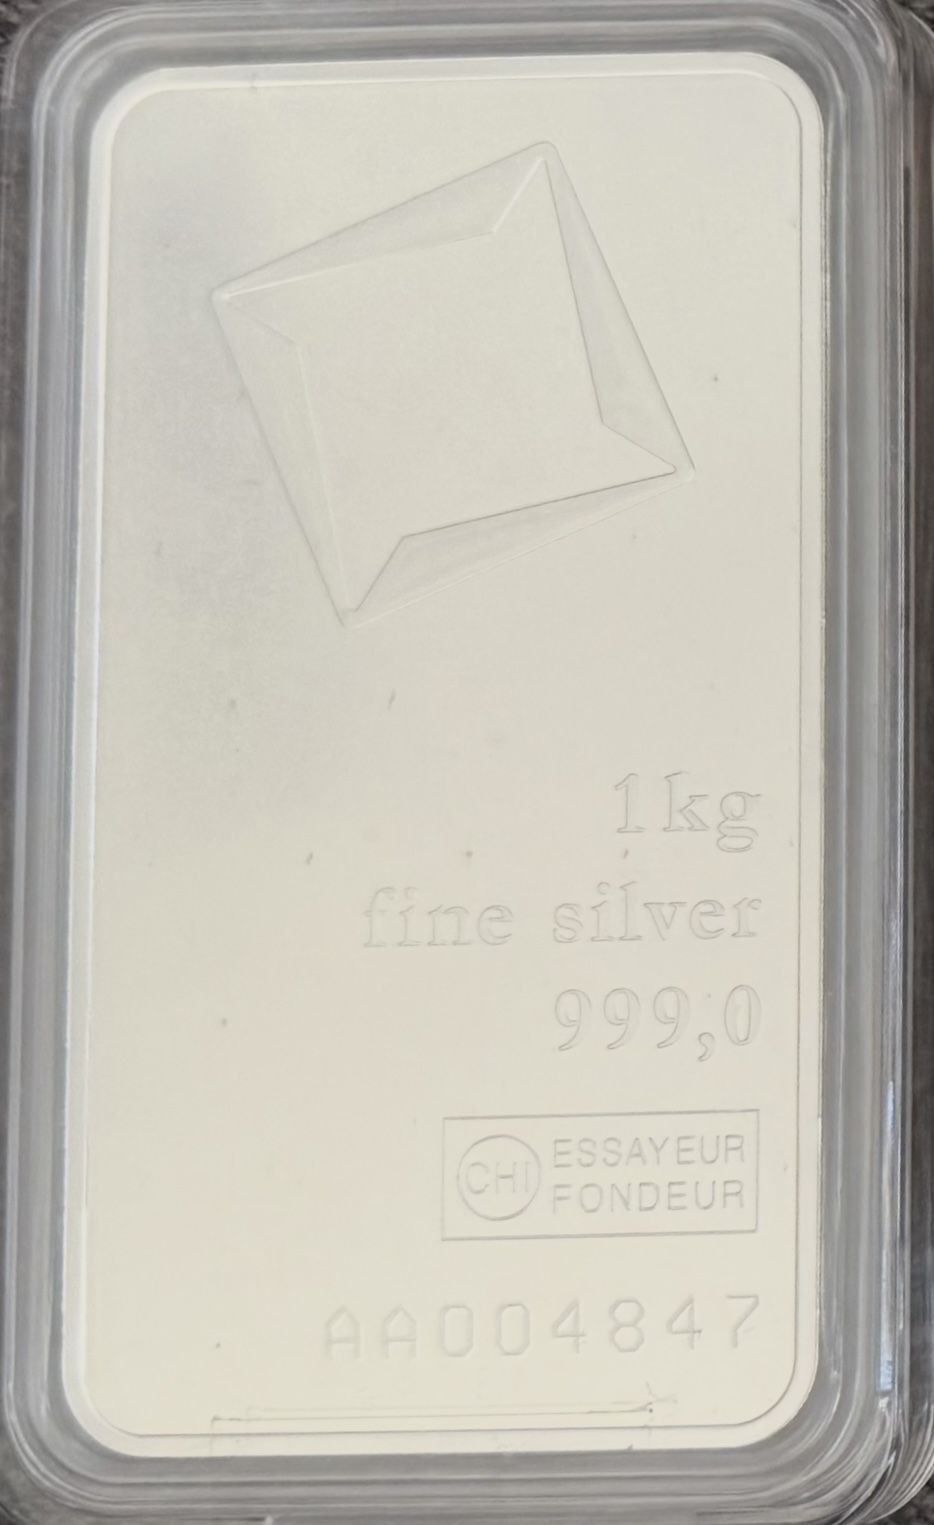 1kg
fine silver
999,0
CHI ESSAYEUR
FONDEUR
AA004847